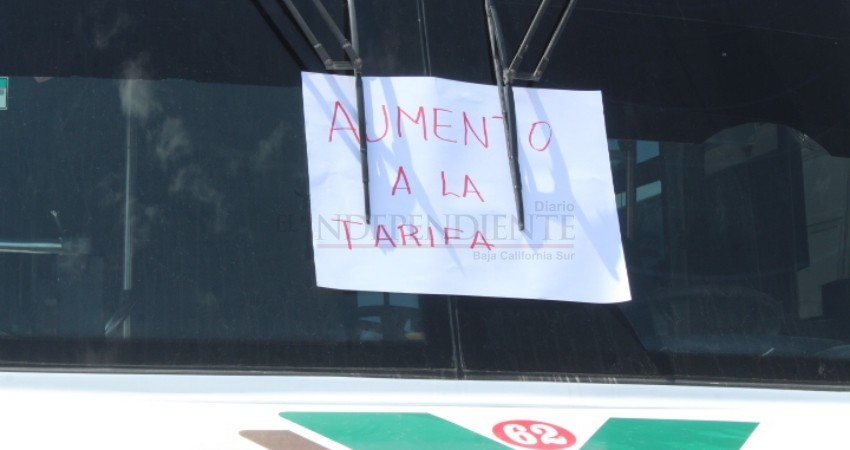 AUMENTO
A LA
TARIFA
Diario
INDEPENDIENTE
Baja California Sur
62